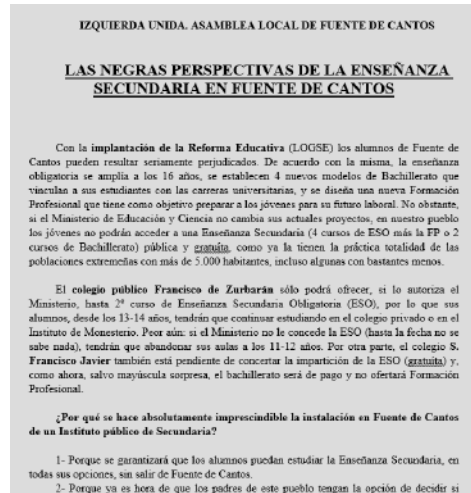 IZQUIERDA UNIDA. ASAMBLEA LOCAL DE FUENTE DE CANTOS
LAS NEGRAS PERSPECTIVAS DE LA ENSEÑANZA
SECUNDARIA EN FUENTE DE CANTOS
Con la implantación de la Reforma Educativa (LOGSE) los alumnos de Fuente de
Cantos pueden resultar seriamente perjudicados. De acuerdo con la misma, la enseñanza
obligatoria se amplía a los 16 años, se establecen 4 nuevos modelos de Bachillerato que
vinculan a sus estudiantes con las carreras universitarias, y se diseña una nueva Formación
Profesional que tiene como objetivo preparar a los jóvenes para su futuro laboral. No obstante,
si el Ministerio de Educación y Ciencia no cambia sus actuales proyectos, en nuestro pueblo
los jóvenes no podrán acceder a una Enseñanza Secundaria (4 cursos de ESO más la FP o 2
cursos de Bachillerato) pública y gratuita, como ya la tienen la práctica totalidad de las
poblaciones extremeñas con más de 5.000 habitantes, incluso algunas con bastantes menos.
El colegio público Francisco de Zurbarán sólo podrá ofrecer, si lo autoriza el
Ministerio, hasta 2º curso de Enseñanza Secundaria Obligatoria (ESO), por lo que sus
alumnos, desde los 13-14 años, tendrán que continuar estudiando en el colegio privado o en el
Instituto de Monesterio. Peor aún: si el Ministerio no le concede la ESO (hasta la fecha no se
sabe nada), tendrán que abandonar sus aulas a los 11-12 años. Por otra parte, el colegio S.
Francisco Javier también está pendiente de concertar la impartición de la ESO (gratuita) y,
como ahora, salvo mayúscula sorpresa, el bachillerato será de pago y no ofertará Formación
Profesional.
¿Por qué se hace absolutamente imprescindible la instalación en Fuente de Cantos
de un Instituto público de Secundaria?
1- Porque se garantizará que los alumnos puedan estudiar la Enseñanza Secundaria, en
todas sus opciones, sin salir de Fuente de Cantos.
2- Porque ya es hora de que los padres de este pueblo tengan la opción de decidir si